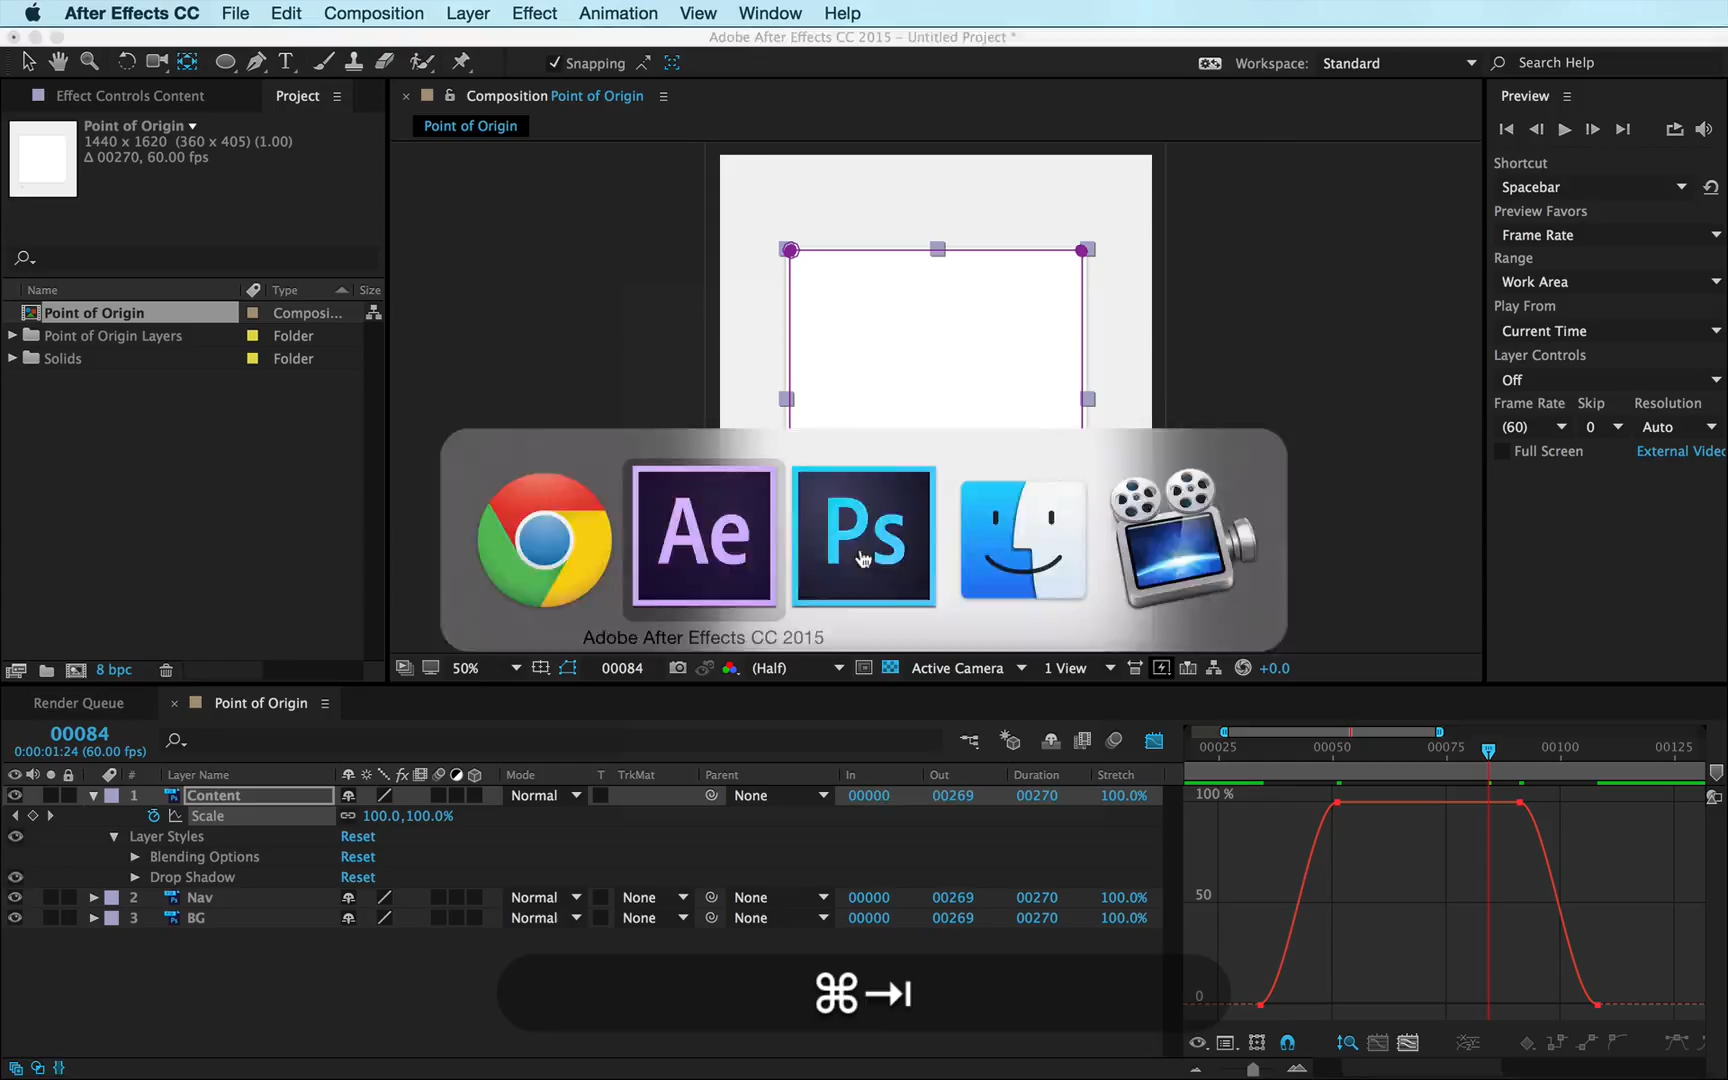 After Effects CC File Edit Composition Layer Effect Animation View Window Help
Adobe After Effects CC 2015 – Untitled Project *
T Snapping Workspace: Standard Search Help
Effect Controls Content Project Composition Point of Origin Preview
Point of Origin
Point of Origin
1440 x 1620 (360 x 405) (1.00)
Δ 00270, 60.00 fps
Shortcut
Spacebar
Preview Favors
Frame Rate
Range
Work Area
Play From
Current Time
Layer Controls
Off
Frame Rate Skip Resolution
(60) 0 Auto
Full Screen External Video
Name Type Size
Point of Origin Composi...
Point of Origin Layers Folder
Solids Folder
Ae Ps
Adobe After Effects CC 2015
8 bpc 50% 00084 (Half) Active Camera 1 View +0.0
Render Queue Point of Origin
00084
0:00:01:24 (60.00 fps)
00025 00050 00075 00100 00125
# Layer Name fx Mode T TrkMat Parent In Out Duration Stretch
1 Content Normal None 00000 00269 00270 100.0%
Scale 100.0,100.0%
Layer Styles Reset
Blending Options Reset
Drop Shadow Reset
2 Nav Normal None None 00000 00269 00270 100.0%
3 BG Normal None None 00000 00269 00270 100.0%
100 %
50
0
⌘⇥